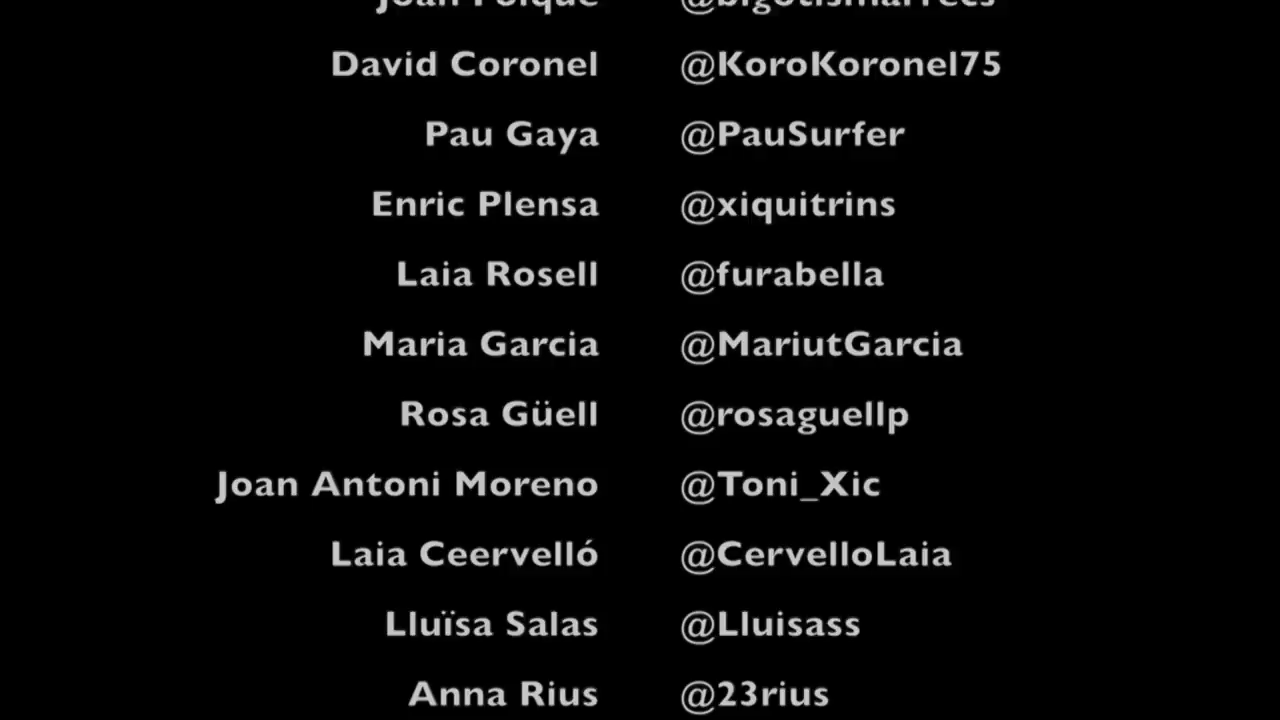 David Coronel @KoroKoronel75
Pau Gaya @PauSurfer
Enric Plensa @xiquitrins
Laia Rosell @furabella
Maria Garcia @MariutGarcia
Rosa Güell @rosaguellp
Joan Antoni Moreno @Toni_Xic
Laia Ceervelló @CervelloLaia
Lluïsa Salas @Lluisass
Anna Rius @23rius